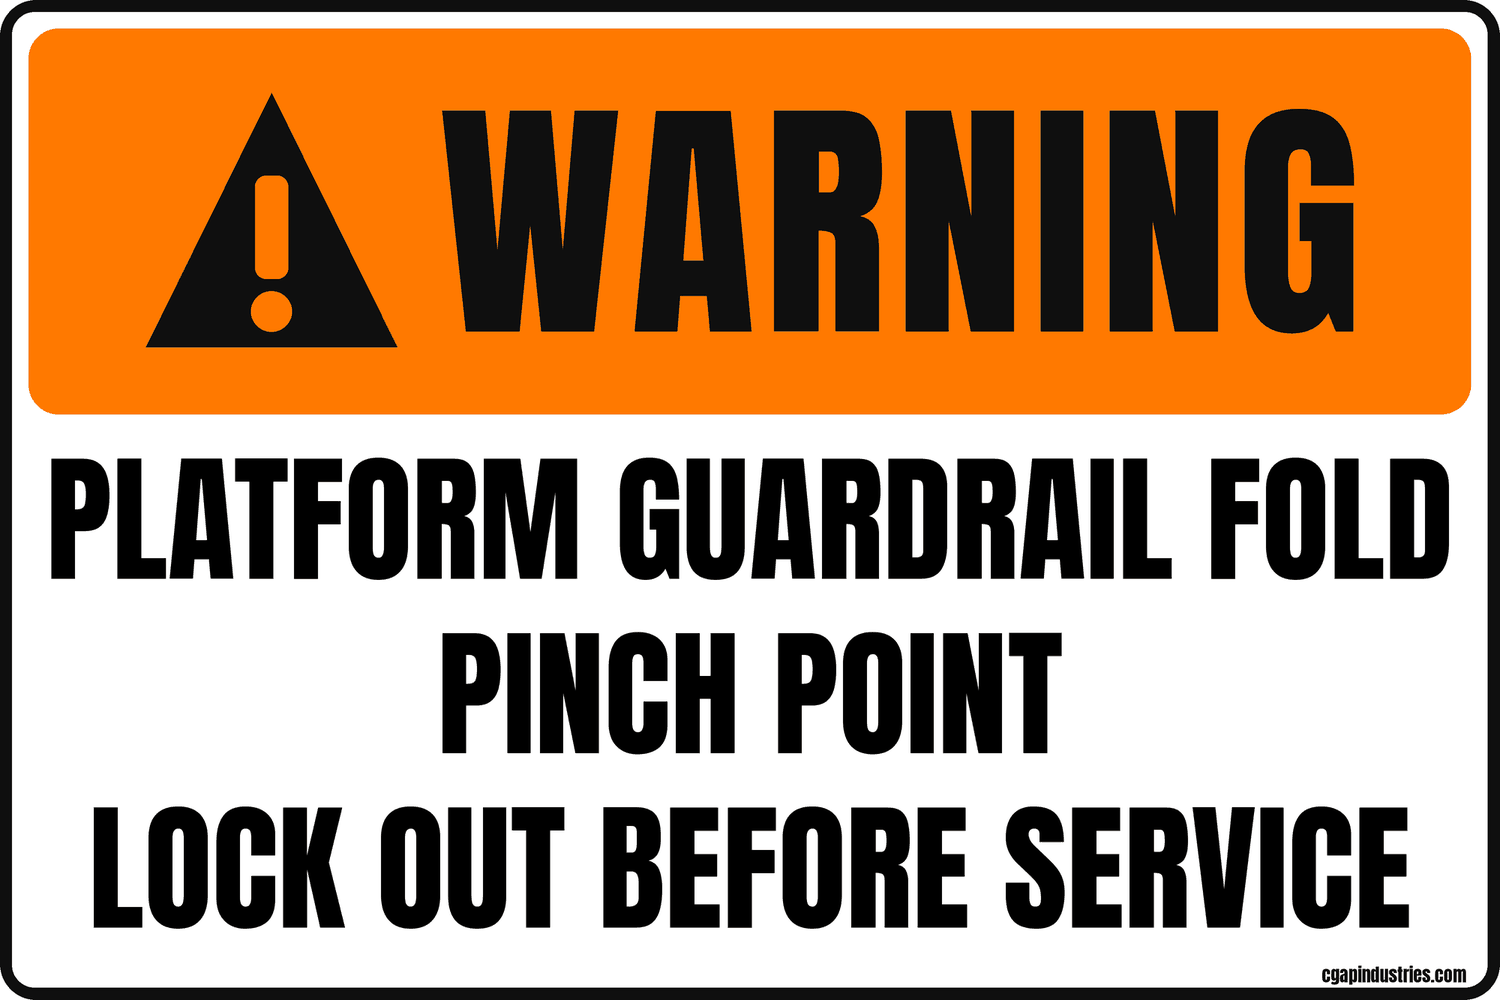 WARNING
PLATFORM GUARDRAIL FOLD
PINCH POINT
LOCK OUT BEFORE SERVICE
cgapindustries.com